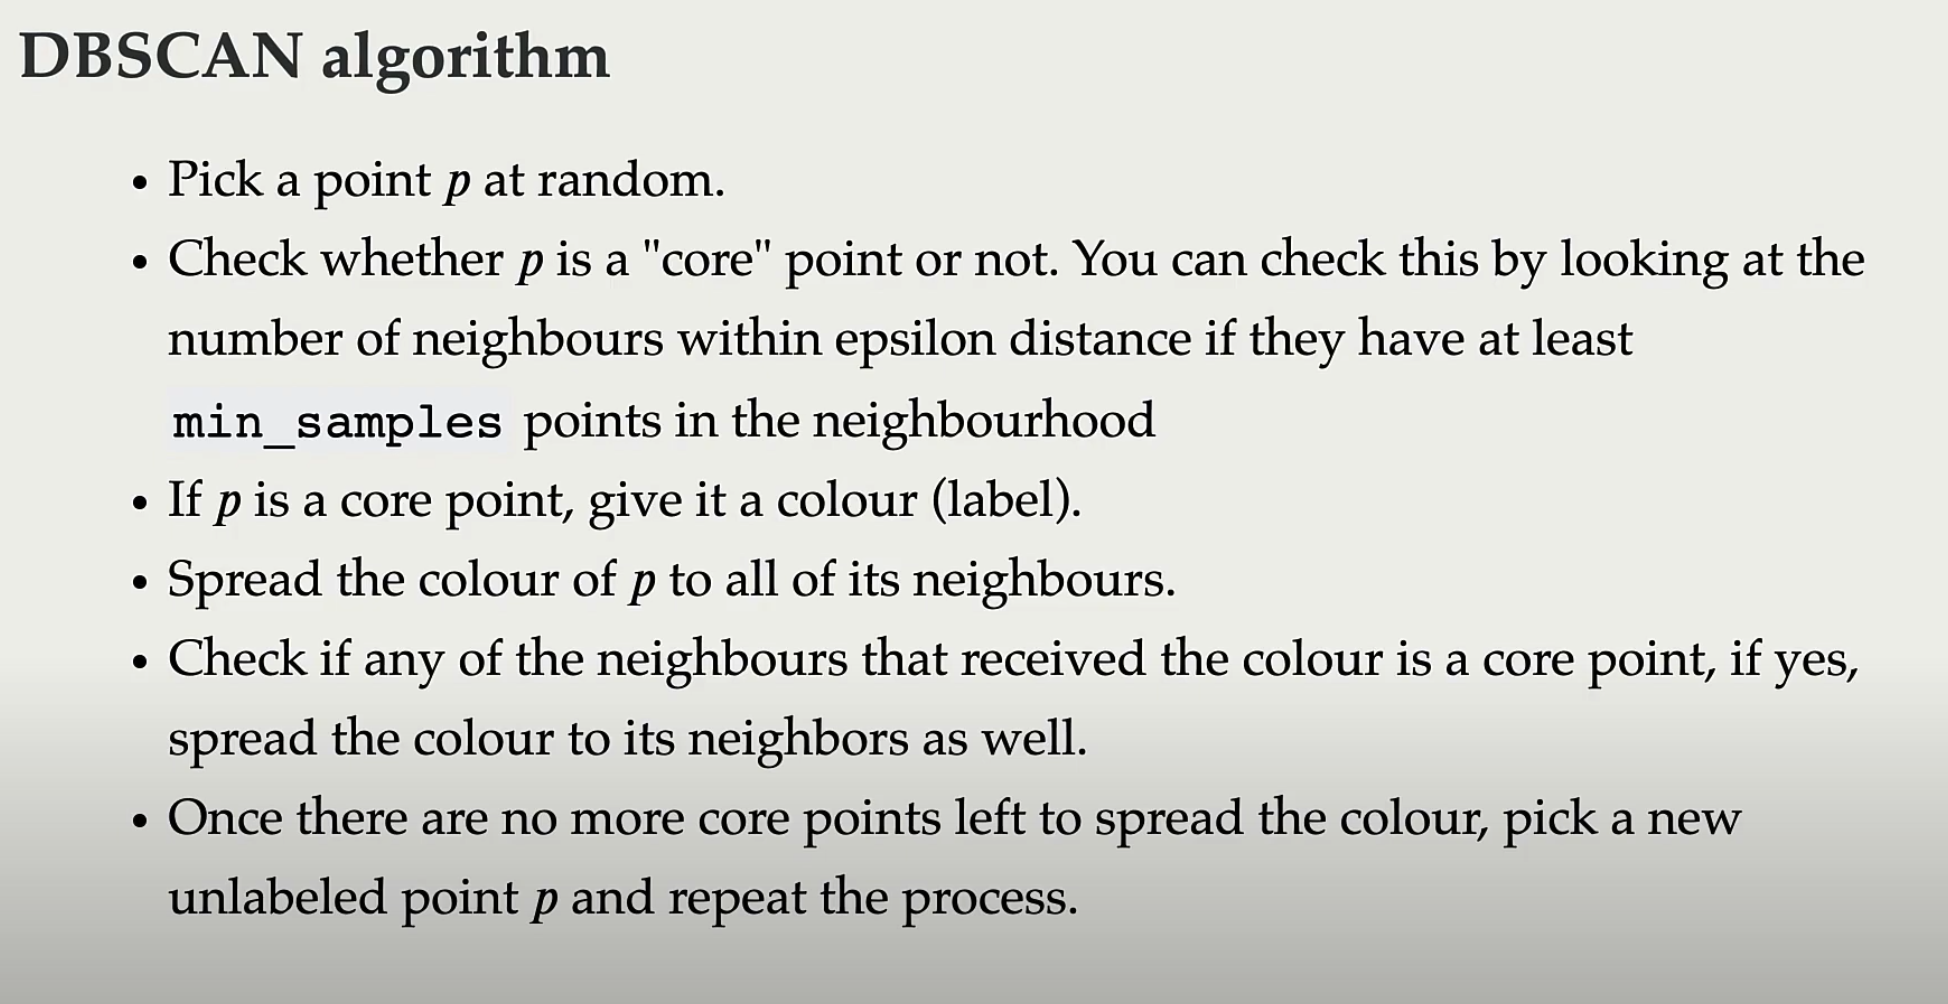 DBSCAN algorithm
• Pick a point p at random.
• Check whether p is a "core" point or not. You can check this by looking at the
number of neighbours within epsilon distance if they have at least
min_samples points in the neighbourhood
• If p is a core point, give it a colour (label).
• Spread the colour of p to all of its neighbours.
• Check if any of the neighbours that received the colour is a core point, if yes,
spread the colour to its neighbors as well.
• Once there are no more core points left to spread the colour, pick a new
unlabeled point p and repeat the process.